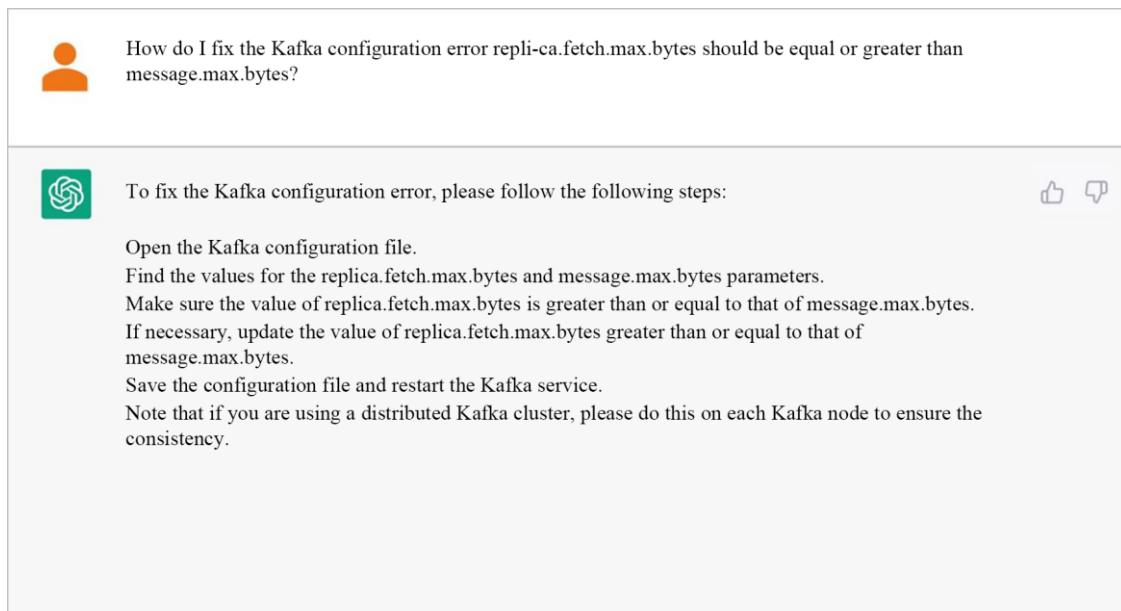 How do I fix the Kafka configuration error repli-ca.fetch.max.bytes should be equal or greater than
message.max.bytes?
To fix the Kafka configuration error, please follow the following steps:
Open the Kafka configuration file.
Find the values for the replica.fetch.max.bytes and message.max.bytes parameters.
Make sure the value of replica.fetch.max.bytes is greater than or equal to that of message.max.bytes.
If necessary, update the value of replica.fetch.max.bytes greater than or equal to that of
message.max.bytes.
Save the configuration file and restart the Kafka service.
Note that if you are using a distributed Kafka cluster, please do this on each Kafka node to ensure the
consistency.